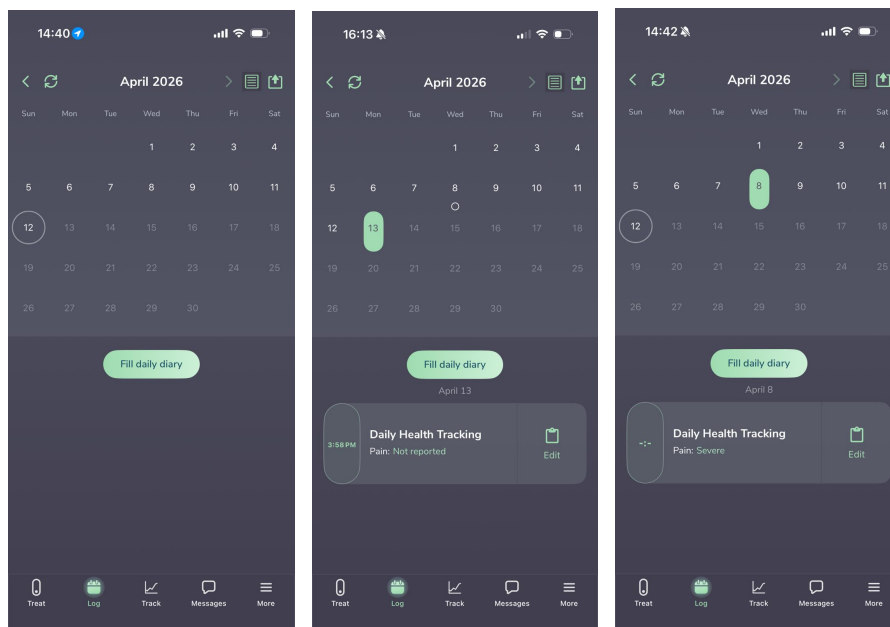 14:40
April 2026
Sun Mon Tue Wed Thu Fri Sat
1 2 3 4
5 6 7 8 9 10 11
12 13 14 15 16 17 18
19 20 21 22 23 24 25
26 27 28 29 30
Fill daily diary
Treat Log Track Messages More
16:13
April 2026
Sun Mon Tue Wed Thu Fri Sat
1 2 3 4
5 6 7 8 9 10 11
12 13 14 15 16 17 18
19 20 21 22 23 24 25
26 27 28 29 30
Fill daily diary
April 13
3:58 PM
Daily Health Tracking
Pain: Not reported
Edit
Treat Log Track Messages More
14:42
April 2026
Sun Mon Tue Wed Thu Fri Sat
1 2 3 4
5 6 7 8 9 10 11
12 13 14 15 16 17 18
19 20 21 22 23 24 25
26 27 28 29 30
Fill daily diary
April 8
-:-
Daily Health Tracking
Pain: Severe
Edit
Treat Log Track Messages More